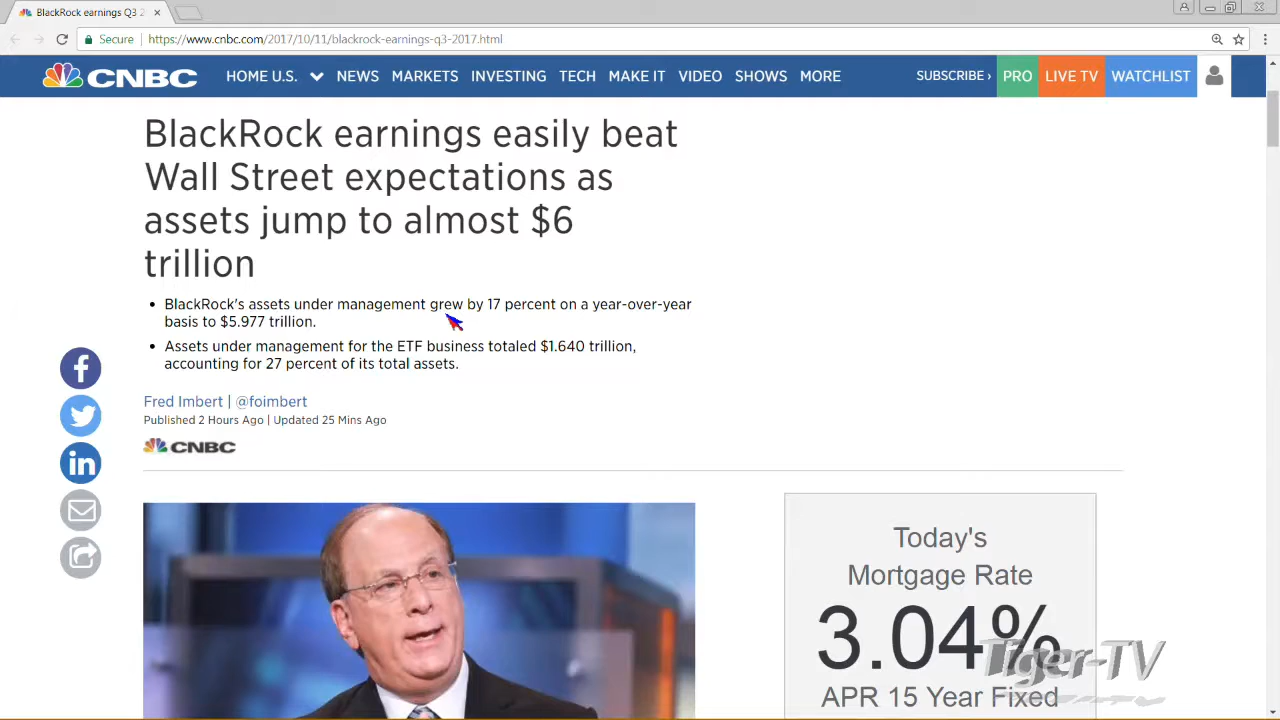 BlackRock earnings Q3 2
Secure
https://www.cnbc.com/2017/10/11/blackrock-earnings-q3-2017.html
CNBC HOME U.S. NEWS MARKETS INVESTING TECH MAKE IT VIDEO SHOWS MORE SUBSCRIBE › PRO LIVE TV WATCHLIST
BlackRock earnings easily beat
Wall Street expectations as
assets jump to almost $6
trillion
• BlackRock's assets under management grew by 17 percent on a year-over-year
basis to $5.977 trillion.
• Assets under management for the ETF business totaled $1.640 trillion,
accounting for 27 percent of its total assets.
Fred Imbert | @foimbert
Published 2 Hours Ago | Updated 25 Mins Ago
CNBC
Today's
Mortgage Rate
3.04%
APR 15 Year Fixed
Tiger-TV